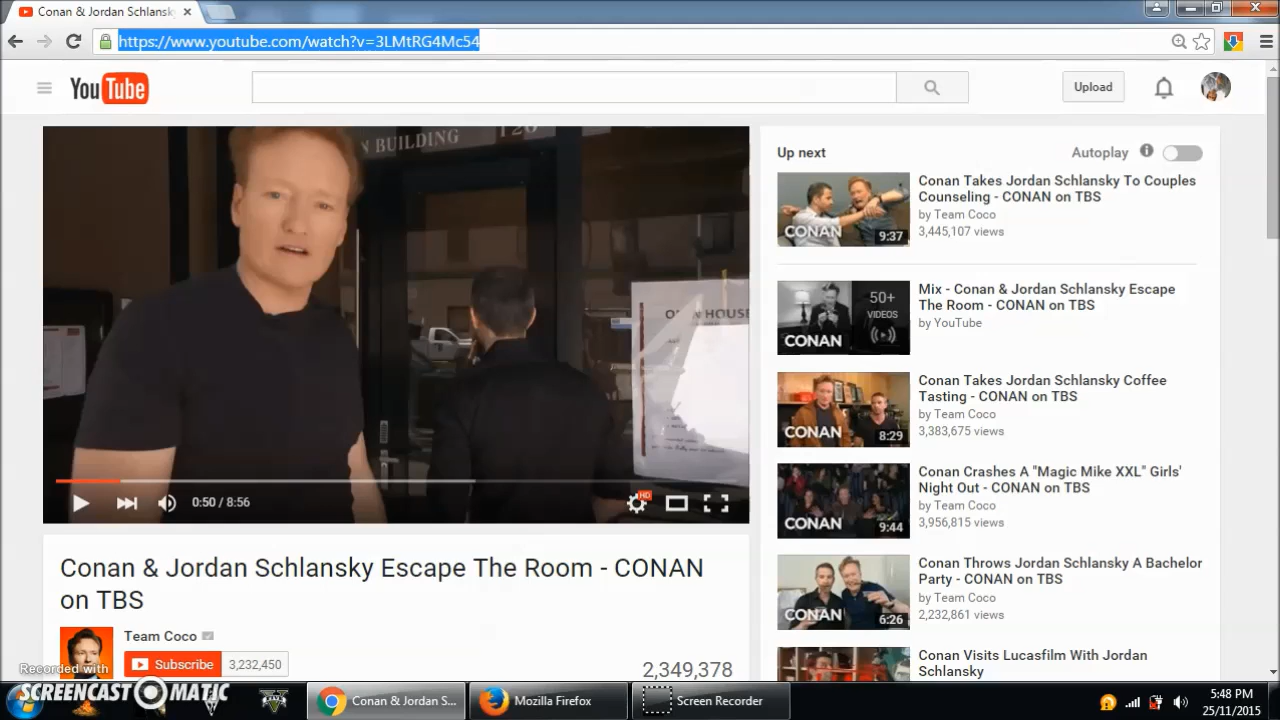 Conan & Jordan Schlansky
https://www.youtube.com/watch?v=3LMtRG4Mc54
YouTube
Upload
N BUILDING 120
OPEN HOUSE
0:50 / 8:56
HD
Conan & Jordan Schlansky Escape The Room - CONAN
on TBS
Team Coco
Subscribe 3,232,450
2,349,378
Up next
Autoplay
CONAN
9:37
Conan Takes Jordan Schlansky To Couples
Counseling - CONAN on TBS
by Team Coco
3,445,107 views
50+
VIDEOS
CONAN
Mix - Conan & Jordan Schlansky Escape
The Room - CONAN on TBS
by YouTube
CONAN
8:29
Conan Takes Jordan Schlansky Coffee
Tasting - CONAN on TBS
by Team Coco
3,383,675 views
CONAN
9:44
Conan Crashes A "Magic Mike XXL" Girls'
Night Out - CONAN on TBS
by Team Coco
3,956,815 views
CONAN
6:26
Conan Throws Jordan Schlansky A Bachelor
Party - CONAN on TBS
by Team Coco
2,232,861 views
Conan Visits Lucasfilm With Jordan
Schlansky
Recorded with
SCREENCAST MATIC
V
Conan & Jordan S...
Mozilla Firefox
Screen Recorder
5:48 PM
25/11/2015